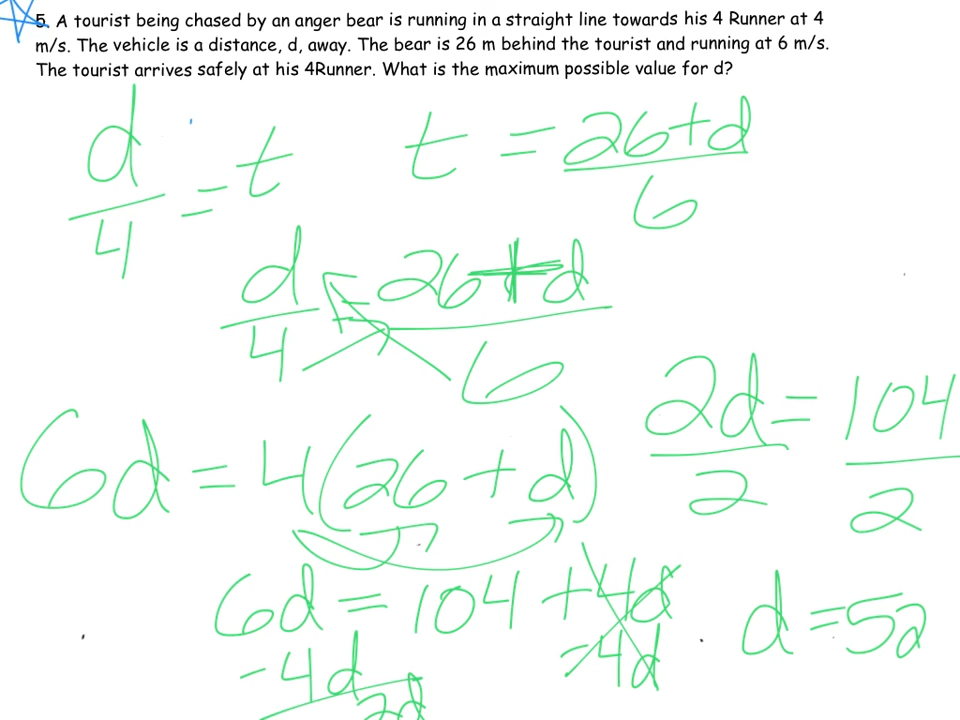 5. A tourist being chased by an anger bear is running in a straight line towards his 4 Runner at 4
m/s. The vehicle is a distance, d, away. The bear is 26 m behind the tourist and running at 6 m/s.
The tourist arrives safely at his 4Runner. What is the maximum possible value for d?
d/4 = t
t = 26+d/6
d/4 = 26+d/6
6d = 4(26+d)
6d = 104 +4d
-4d -4d
2d
2d/2 = 104/2
d = 52